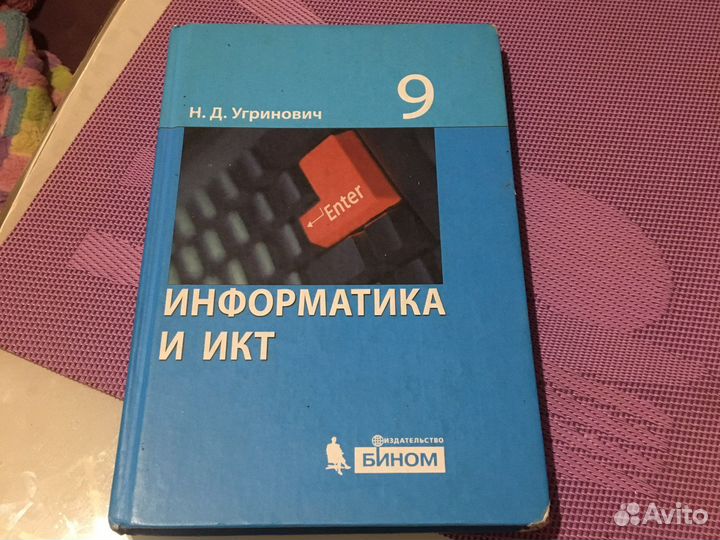 Н. Д. Угринович
9
Enter
ИНФОРМАТИКА
И ИКТ
ИЗДАТЕЛЬСТВО
БИНОМ
Avito